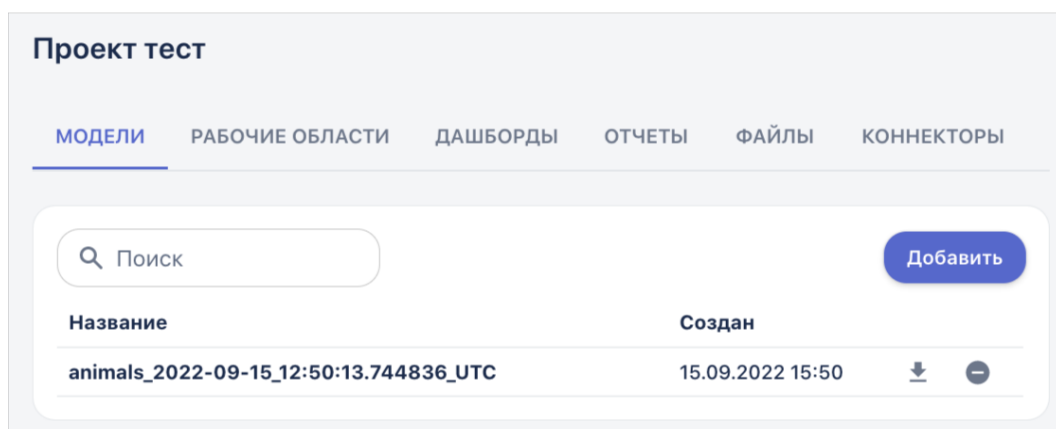 Проект тест
МОДЕЛИ РАБОЧИЕ ОБЛАСТИ ДАШБОРДЫ ОТЧЕТЫ ФАЙЛЫ КОННЕКТОРЫ
Поиск Добавить
Название Создан
animals_2022-09-15_12:50:13.744836_UTC 15.09.2022 15:50